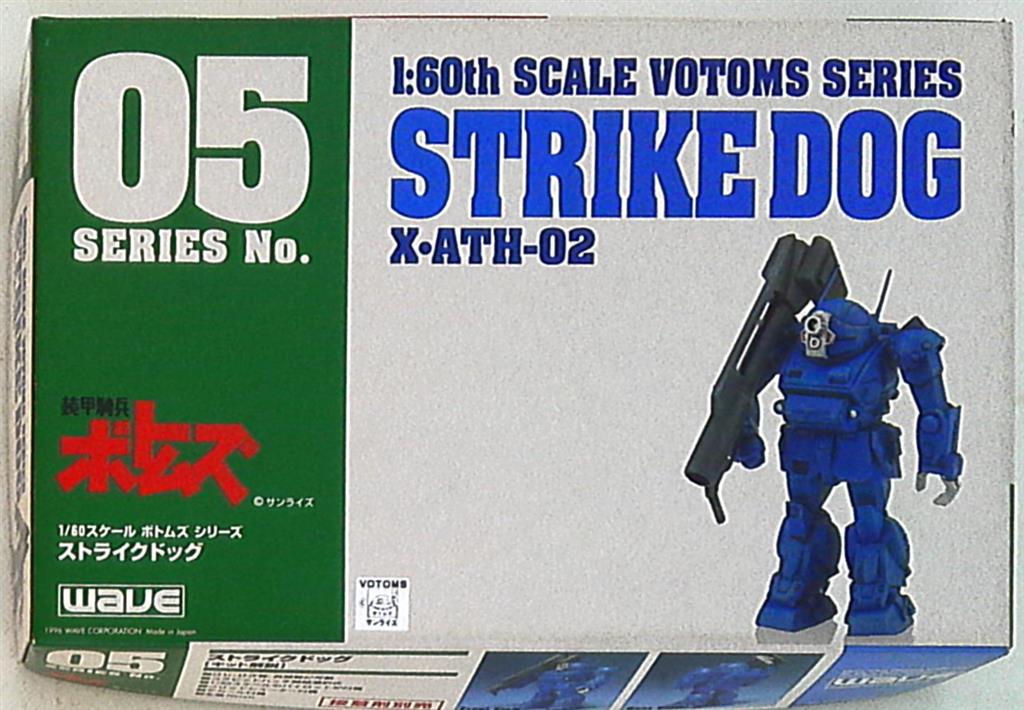 05
SERIES No.
装甲騎兵
ボトムズ
©サンライズ
1/60スケール ボトムズ シリーズ
ストライクドッグ
WAVE
1996 WAVE CORPORATION Made in Japan
1:60th SCALE VOTOMS SERIES
STRIKE DOG
X•ATH-02
VOTOMS
サンライズ
05
SERIES No.
ストライクドッグ